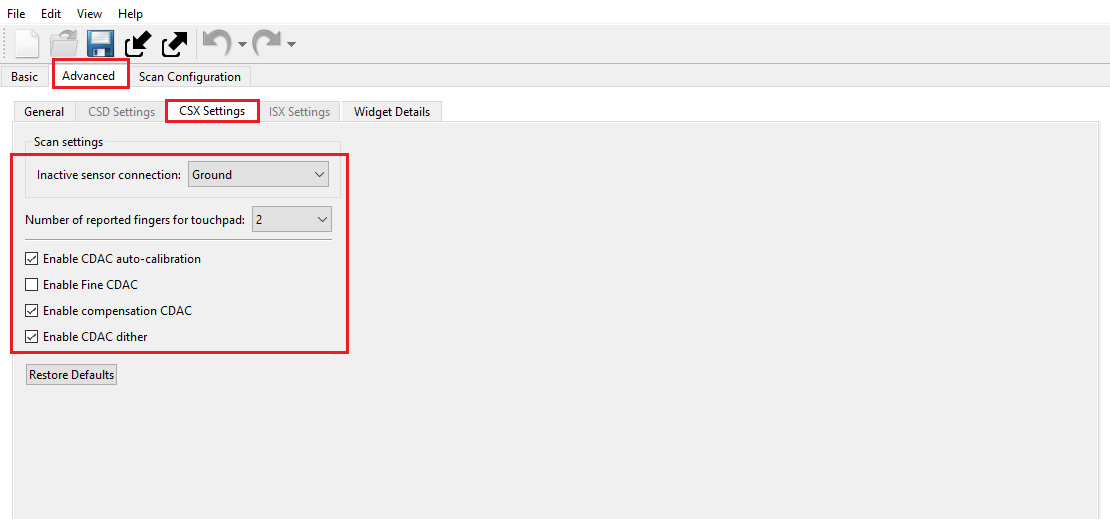 File Edit View Help
Basic Advanced Scan Configuration
General CSD Settings CSX Settings ISX Settings Widget Details
Scan settings
Inactive sensor connection: Ground
Number of reported fingers for touchpad: 2
Enable CDAC auto-calibration
Enable Fine CDAC
Enable compensation CDAC
Enable CDAC dither
Restore Defaults